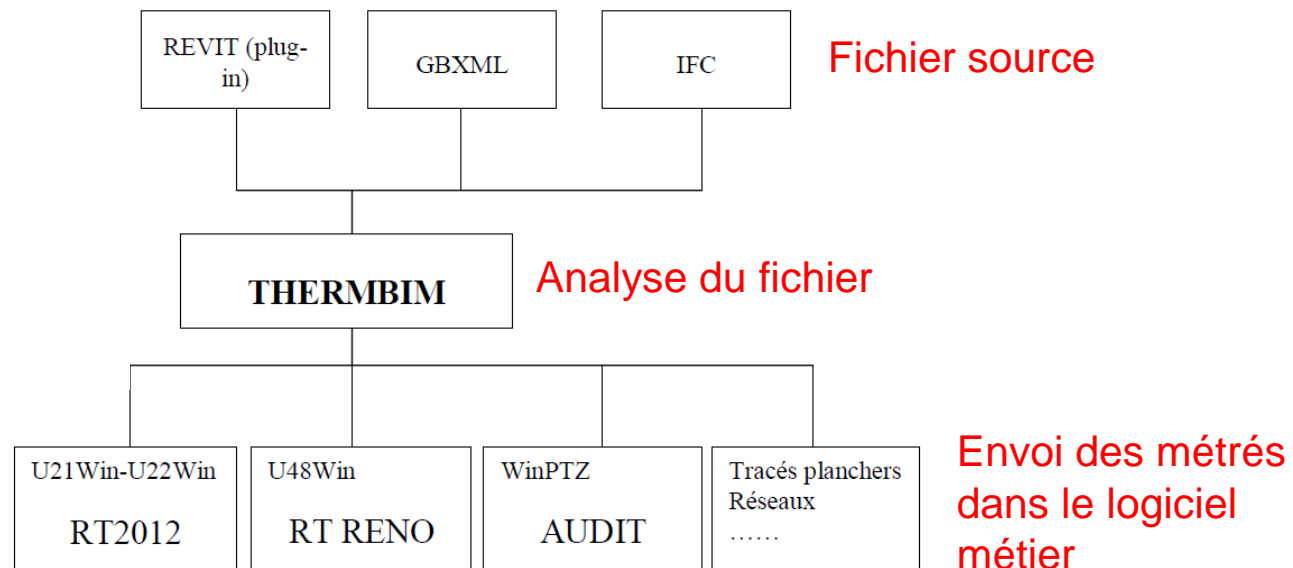 REVIT (plug-
in)
GBXML
IFC
Fichier source
THERMBIM
Analyse du fichier
U21Win-U22Win
RT2012
U48Win
RT RENO
WinPTZ
AUDIT
Tracés planchers
Réseaux
……
Envoi des métrés
dans le logiciel
métier